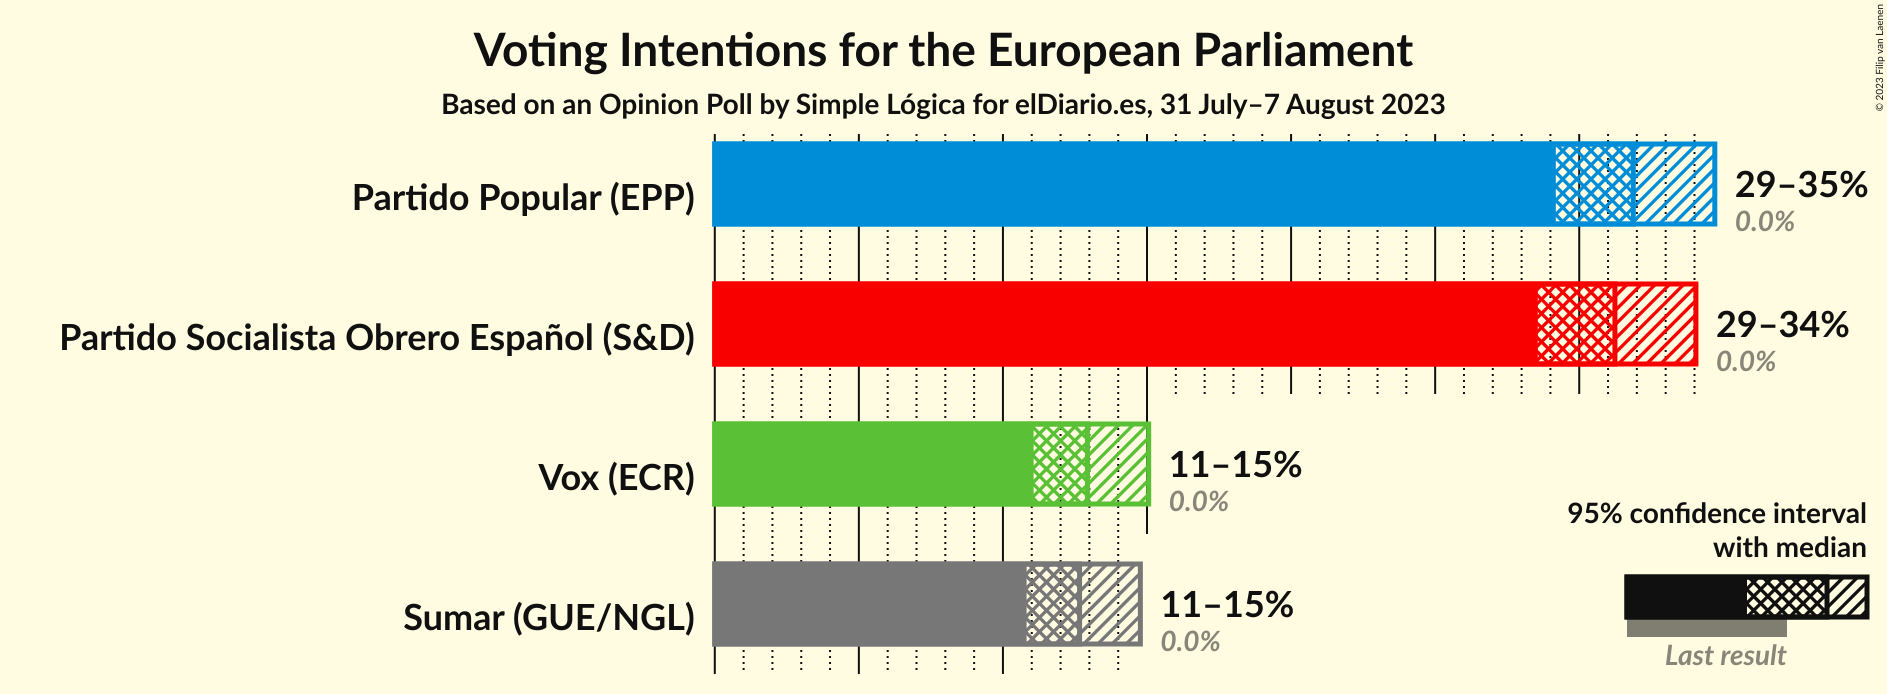 Voting Intentions for the European Parliament
Based on an Opinion Poll by Simple Lógica for elDiario.es, 31 July–7 August 2023
© 2023 Filip van Laenen
Partido Popular (EPP)
29–35%
0.0%
Partido Socialista Obrero Español (S&D)
29–34%
0.0%
Vox (ECR)
11–15%
0.0%
Sumar (GUE/NGL)
11–15%
0.0%
95% confidence interval
with median
Last result